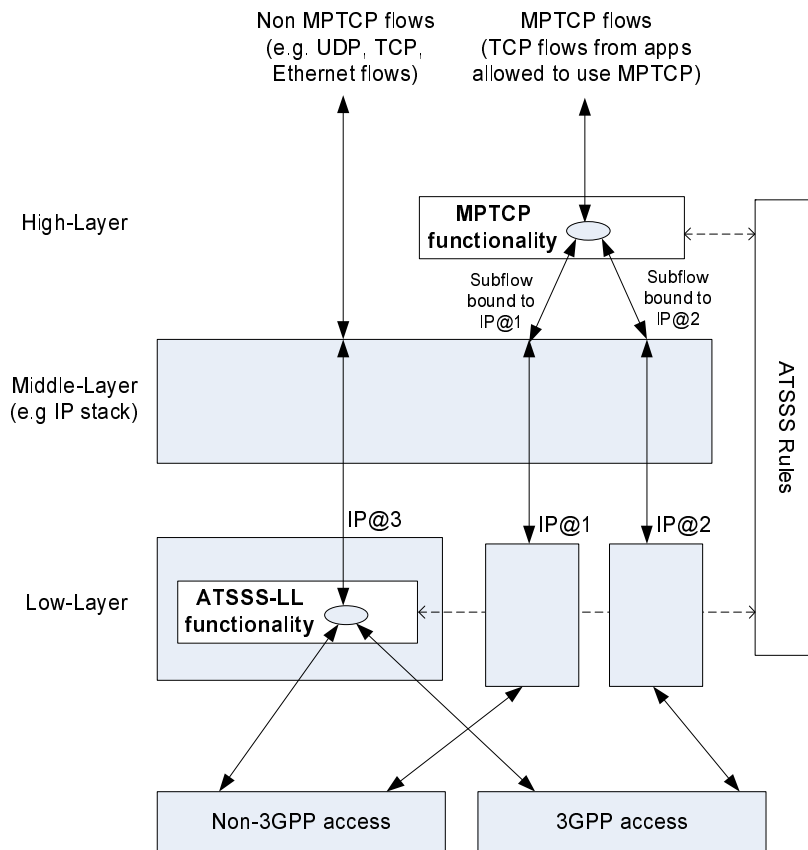 Non MPTCP flows
(e.g. UDP, TCP,
Ethernet flows)
MPTCP flows
(TCP flows from apps
allowed to use MPTCP)
High-Layer
MPTCP
functionality
Subflow
bound to
IP@1
Subflow
bound to
IP@2
Middle-Layer
(e.g IP stack)
ATSSS Rules
IP@3
IP@1
IP@2
Low-Layer
ATSSS-LL
functionality
Non-3GPP access
3GPP access